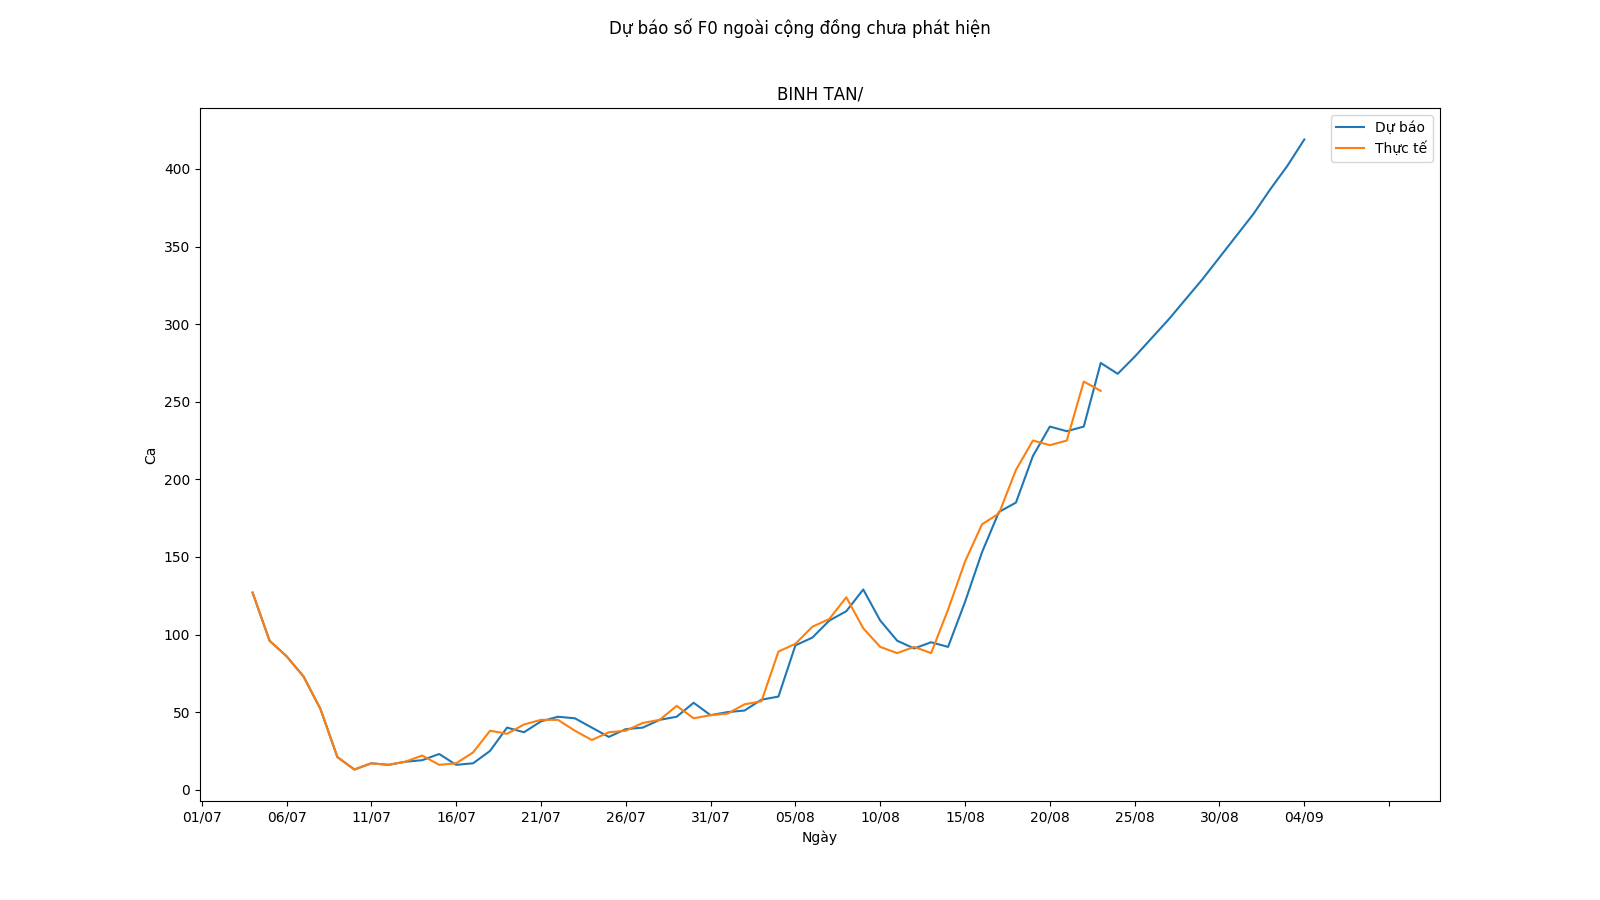 Dự báo số F0 ngoài cộng đồng chưa phát hiện
BINH TAN/
Dự báo
Thực tế
400
350
300
250
200
150
100
50
0
Ca
01/07 06/07 11/07 16/07 21/07 26/07 31/07 05/08 10/08 15/08 20/08 25/08 30/08 04/09
Ngày